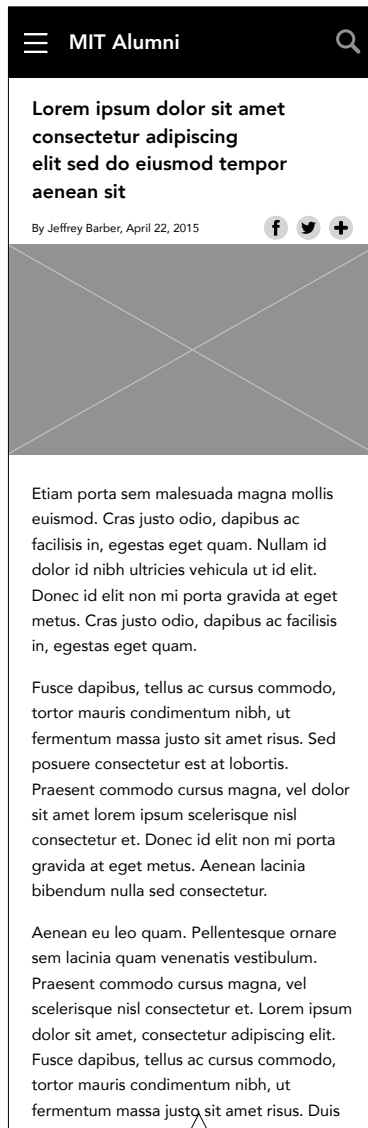 MIT Alumni
Lorem ipsum dolor sit amet
consectetur adipiscing
elit sed do eiusmod tempor
aenean sit
By Jeffrey Barber, April 22, 2015
Etiam porta sem malesuada magna mollis
euismod. Cras justo odio, dapibus ac
facilisis in, egestas eget quam. Nullam id
dolor id nibh ultricies vehicula ut id elit.
Donec id elit non mi porta gravida at eget
metus. Cras justo odio, dapibus ac facilisis
in, egestas eget quam.
Fusce dapibus, tellus ac cursus commodo,
tortor mauris condimentum nibh, ut
fermentum massa justo sit amet risus. Sed
posuere consectetur est at lobortis.
Praesent commodo cursus magna, vel dolor
sit amet lorem ipsum scelerisque nisl
consectetur et. Donec id elit non mi porta
gravida at eget metus. Aenean lacinia
bibendum nulla sed consectetur.
Aenean eu leo quam. Pellentesque ornare
sem lacinia quam venenatis vestibulum.
Praesent commodo cursus magna, vel
scelerisque nisl consectetur et. Lorem ipsum
dolor sit amet, consectetur adipiscing elit.
Fusce dapibus, tellus ac cursus commodo,
tortor mauris condimentum nibh, ut
fermentum massa justo sit amet risus. Duis